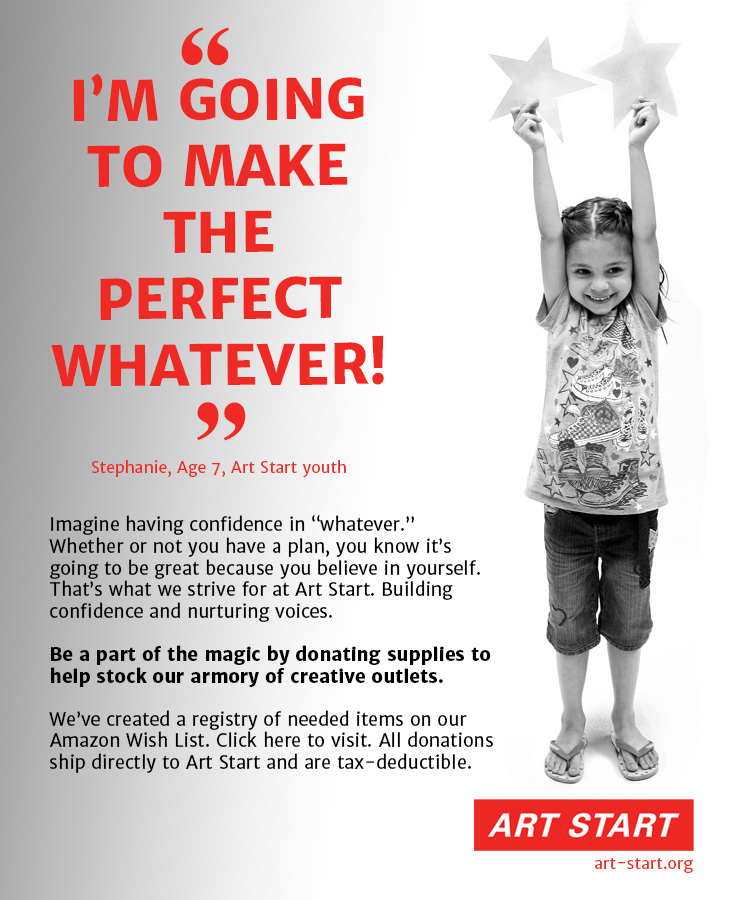 “
I’M GOING
TO MAKE
THE
PERFECT
WHATEVER!
”
Stephanie, Age 7, Art Start youth
Imagine having confidence in “whatever.”
Whether or not you have a plan, you know it’s
going to be great because you believe in yourself.
That’s what we strive for at Art Start. Building
confidence and nurturing voices.
Be a part of the magic by donating supplies to
help stock our armory of creative outlets.
We’ve created a registry of needed items on our
Amazon Wish List. Click here to visit. All donations
ship directly to Art Start and are tax-deductible.
ART START
art-start.org